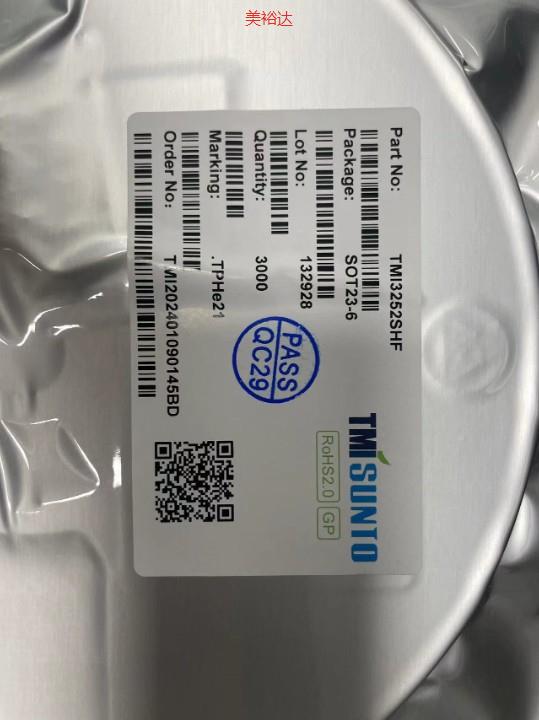 美裕达
Part No: TMI3252SHF
Package: SOT23-6
Lot No: 132928
Quantity: 3000
Marking: .TPHe21
Order No: TMI202401090145BD
TMI SUNTO
RoHS2.0 GP
PASS
QC29